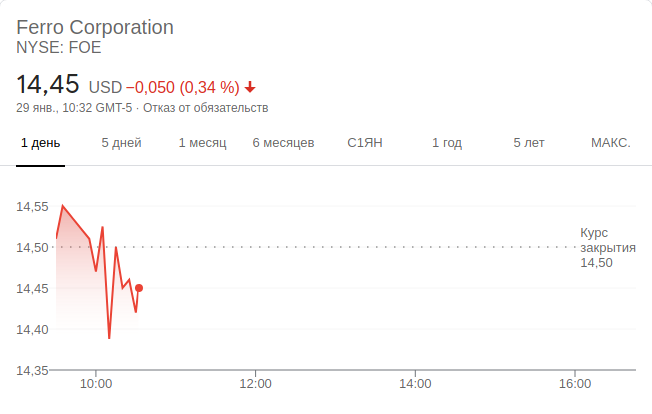 Ferro Corporation
NYSE: FOE
14,45 USD −0,050 (0,34 %)
29 янв., 10:32 GMT-5 · Отказ от обязательств
1 день 5 дней 1 месяц 6 месяцев С1ЯН 1 год 5 лет МАКС.
14,55
Курс
14,50 закрытия
14,50
14,45
14,40
14,35
10:00 12:00 14:00 16:00